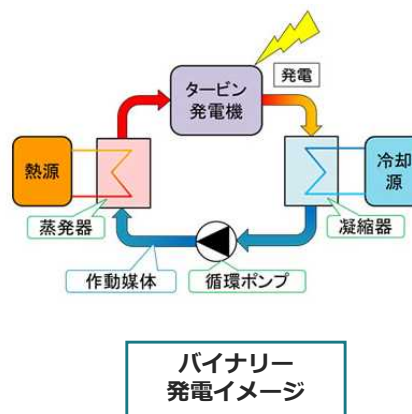 タービン
発電機
発電
熱源
冷却
源
蒸発器
凝縮器
作動媒体
循環ポンプ
バイナリー
発電イメージ